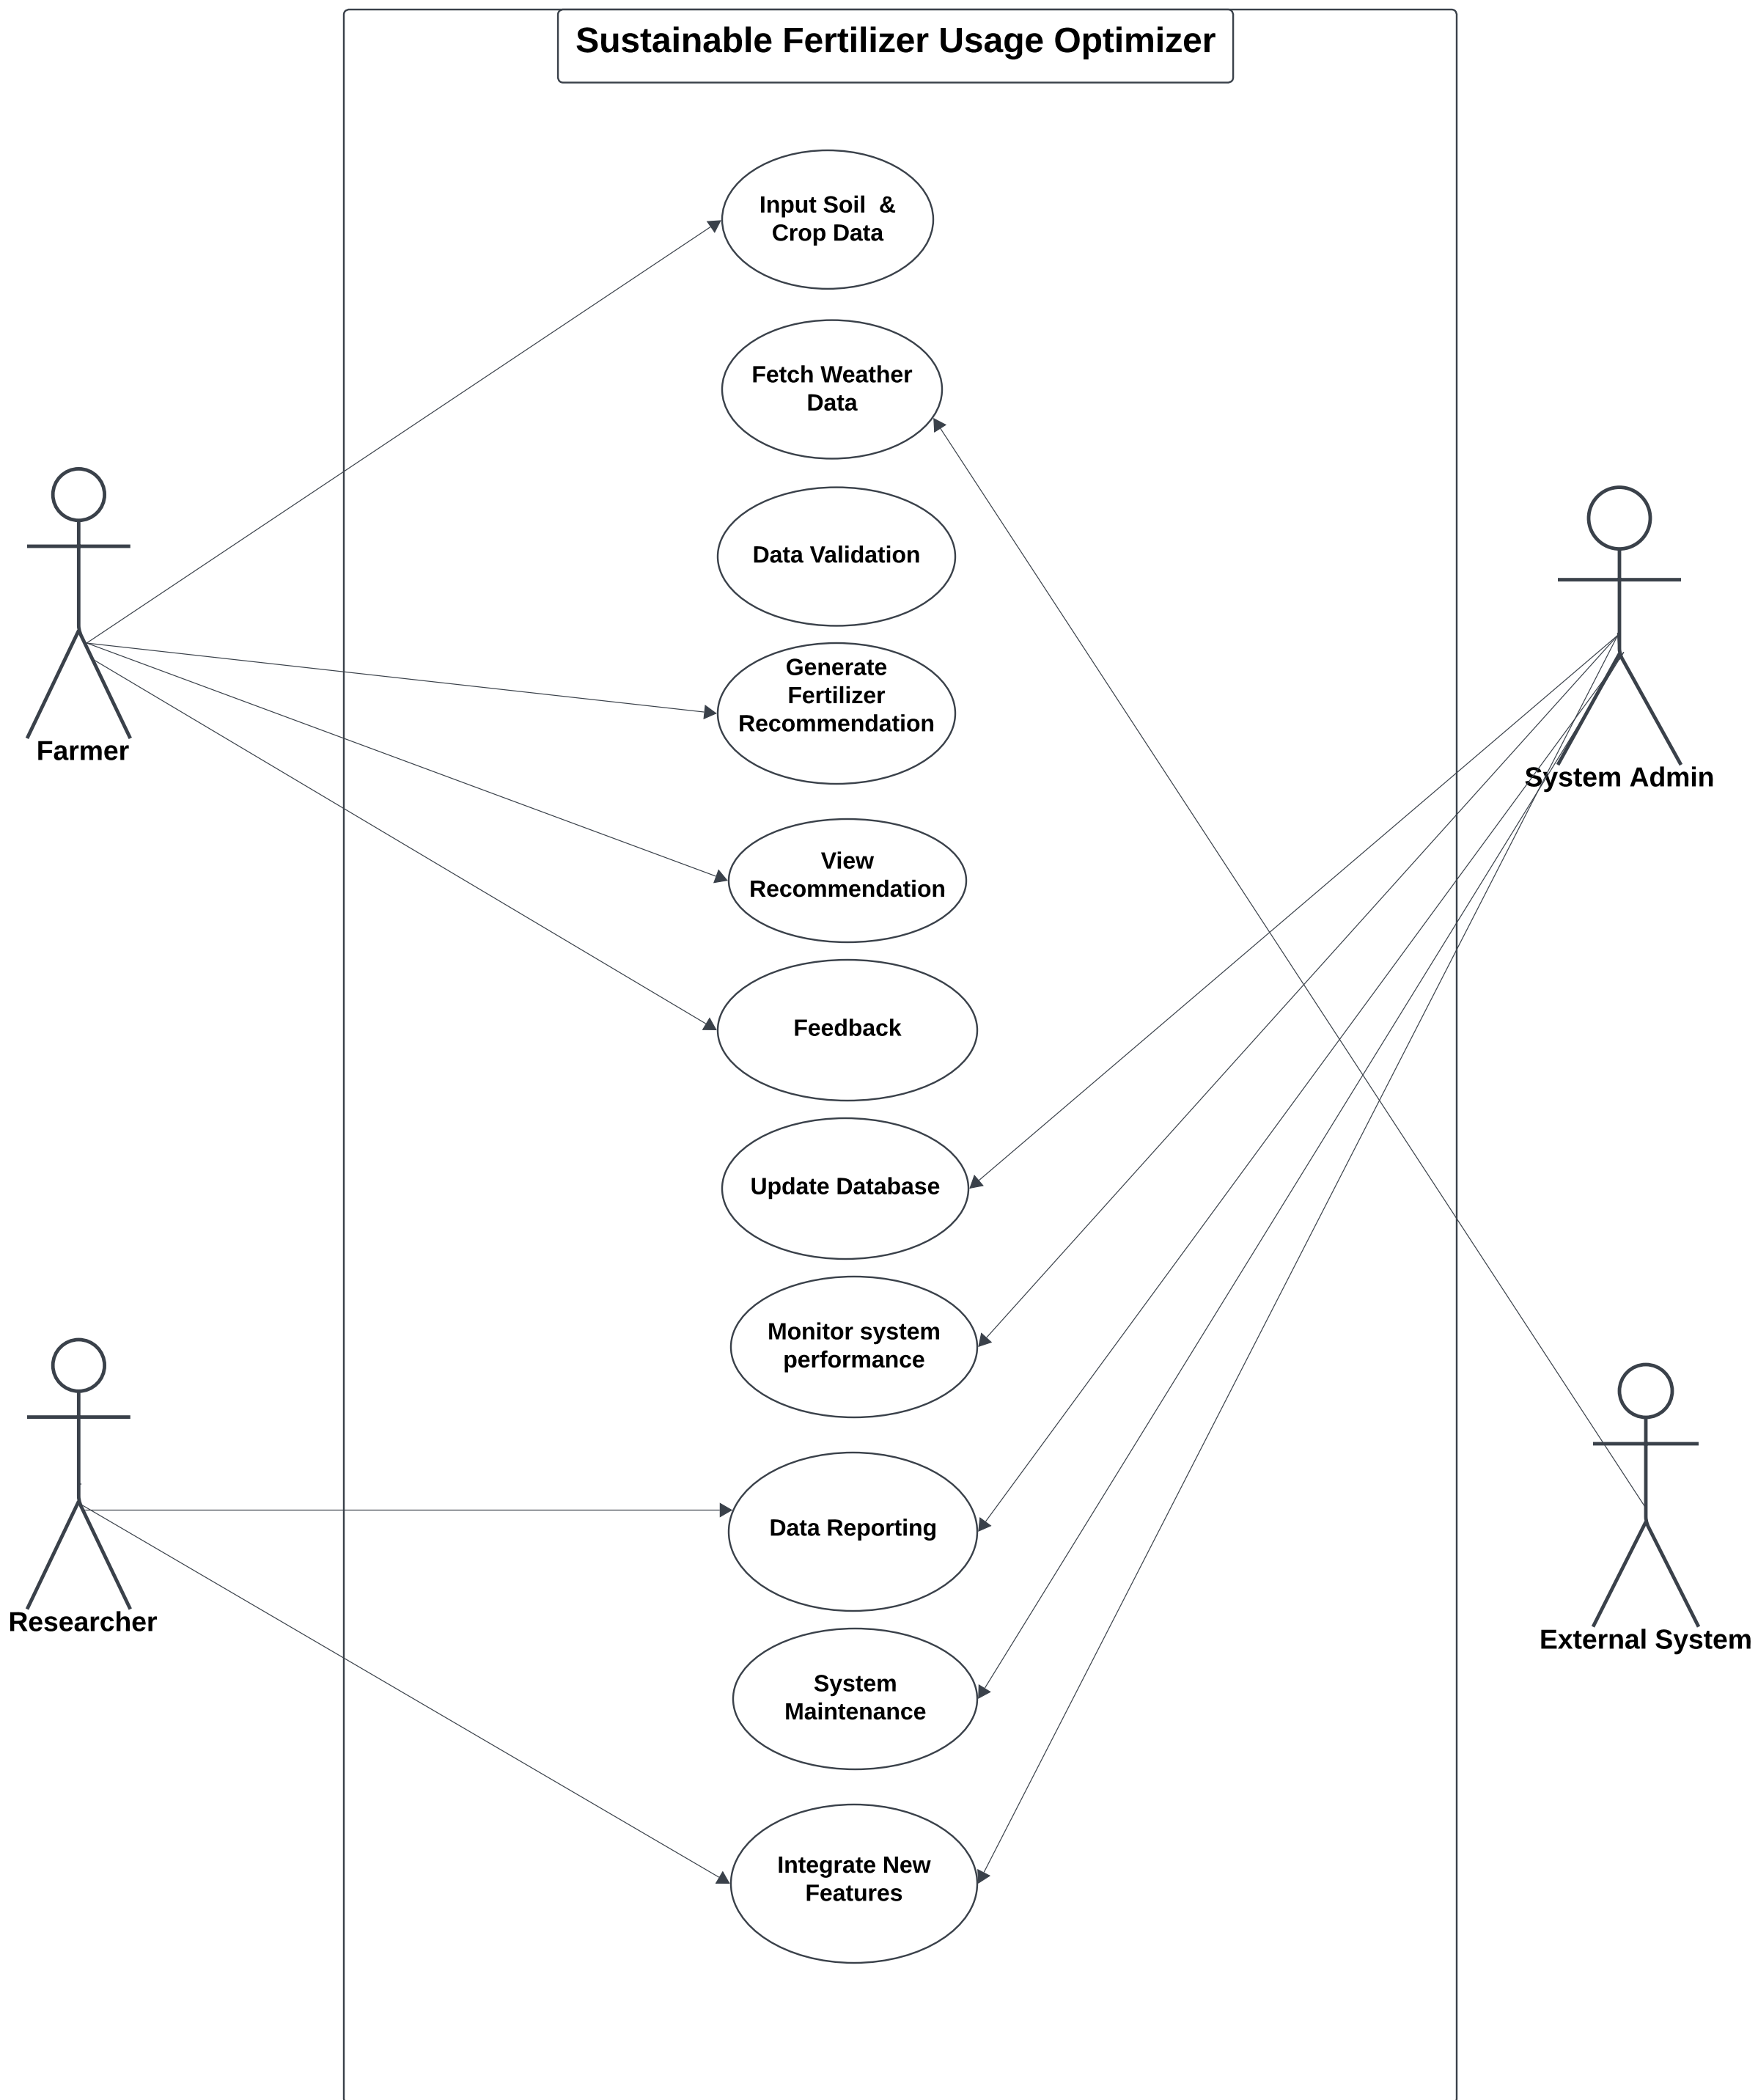 Sustainable Fertilizer Usage Optimizer
Input Soil  &
Crop Data
Fetch Weather
Data
Data Validation
Generate
Fertilizer
Recommendation
Farmer
System Admin
View
Recommendation
Feedback
Update Database
Monitor system
performance
Data Reporting
Researcher
External System
System
Maintenance
Integrate New
Features